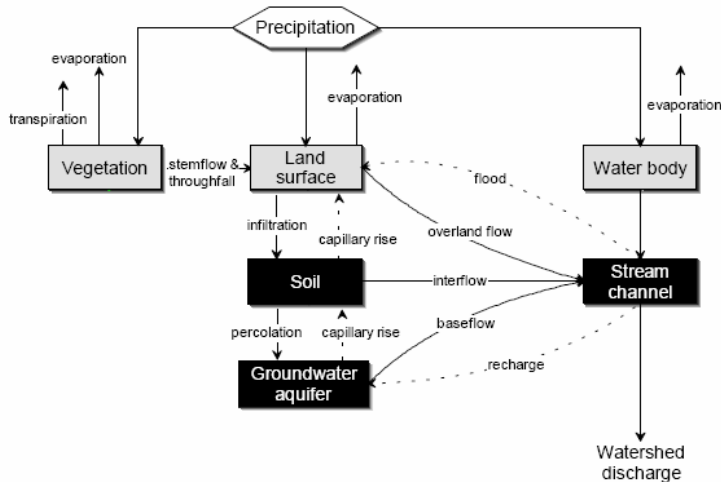 Precipitation
evaporation
evaporation
transpiration
evaporation
Vegetation
.stemflow &
throughfall
Land
surface
Water body
flood
infiltration
capillary rise
overland flow
Soil
interflow
Stream
channel
percolation
capillary rise
baseflow
Groundwater
aquifer
recharge
Watershed
discharge